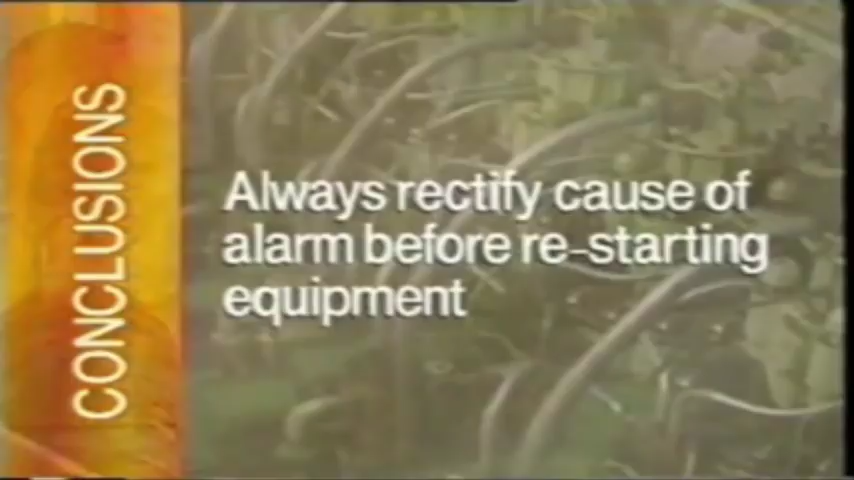 CONCLUSIONS
Always rectify cause of
alarm before re-starting
equipment